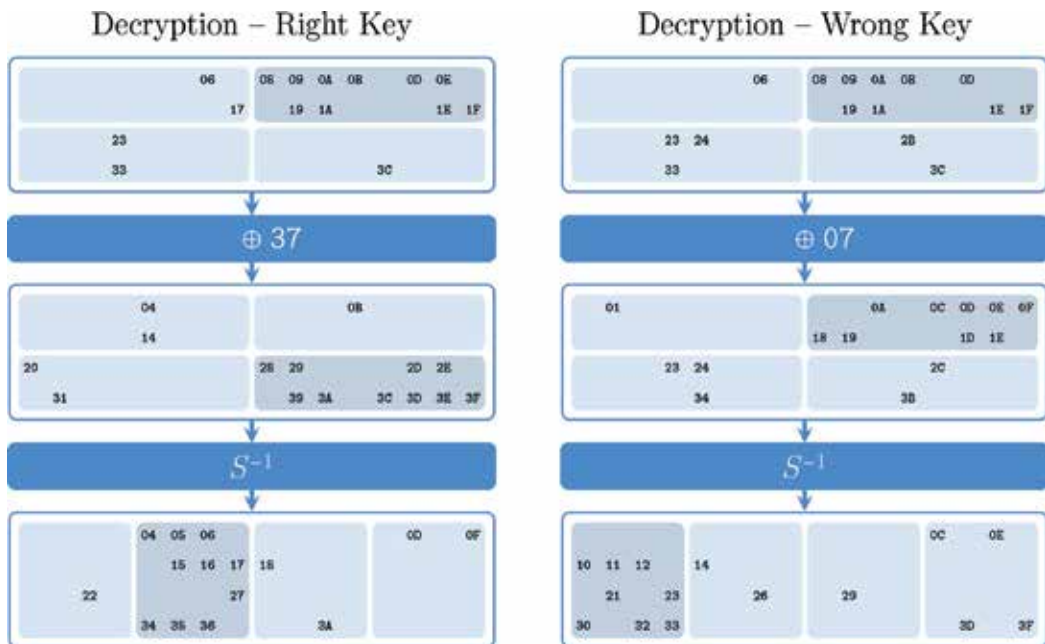 Decryption – Right Key
06 08 09 0A 0B 0D 0E
17 19 1A 1E 1F
23
33 3C
⊕ 37
04 0B
14
20 28 29 2D 2E
31 39 3A 3C 3D 3E 3F
S⁻¹
04 05 06 0D 0F
15 16 17 18
22 27
34 35 36 3A
Decryption – Wrong Key
06 08 09 0A 0B 0D
19 1A 1E 1F
23 24 2B
33 3C
⊕ 07
01 0A 0C 0D 0E 0F
18 19 1D 1E
23 24 2C
34 3B
S⁻¹
0C 0E
10 11 12 14
21 23 26 29
30 32 33 3D 3F